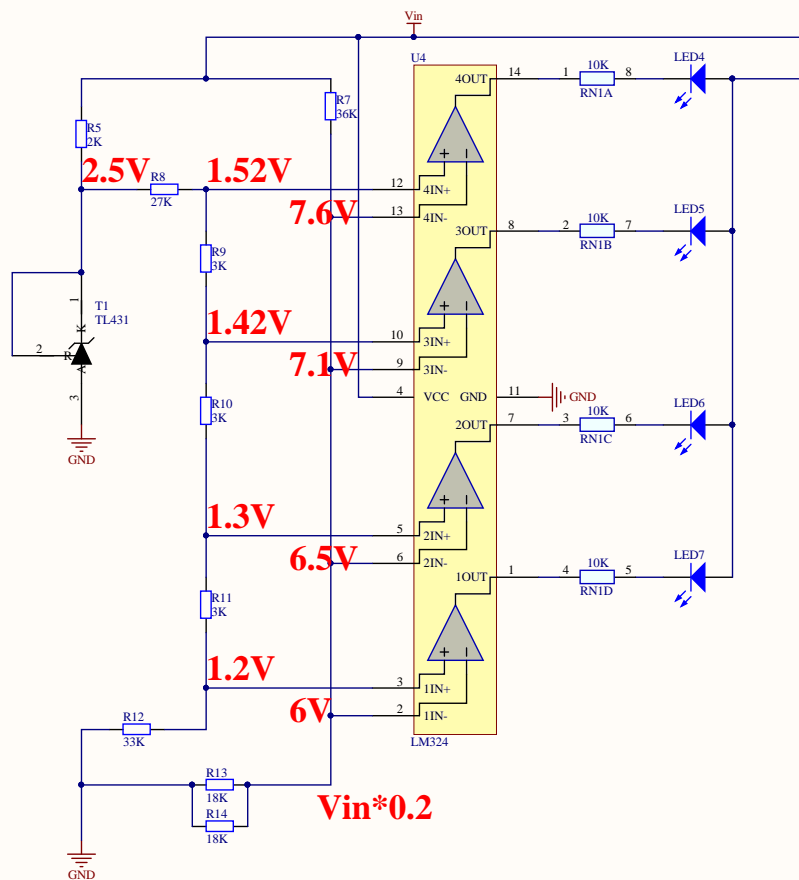 Vin
U4
4OUT 14 1 10K 8 LED4
RN1A
R7
36K
R5
2K
2.5V R8 1.52V 12 4IN+
27K
7.6V 13 4IN-
3OUT 8 2 10K 7 LED5
RN1B
R9
3K
T1
TL431
1
K
2 R
A
3
GND
1.42V 10 3IN+
7.1V 9 3IN-
4 VCC GND 11 GND
2OUT 7 3 10K 6 LED6
RN1C
R10
3K
1.3V 5 2IN+
6.5V 6 2IN-
1OUT 1 4 10K 5 LED7
RN1D
R11
3K
1.2V 3 1IN+
6V 2 1IN-
LM324
R12
33K
R13
18K
R14
18K
Vin*0.2
GND